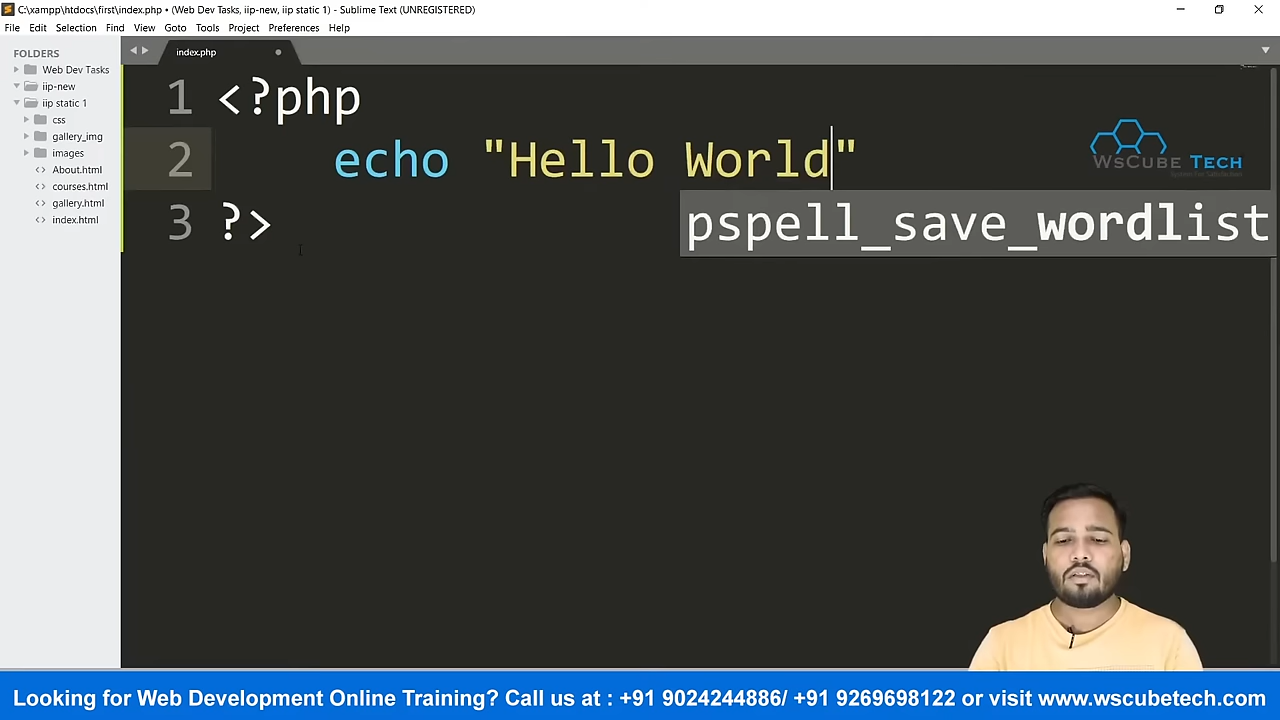 C:\xampp\htdocs\first\index.php • (Web Dev Tasks, iip-new, iip static 1) - Sublime Text (UNREGISTERED)
File Edit Selection Find View Goto Tools Project Preferences Help
FOLDERS
Web Dev Tasks
iip-new
iip static 1
css
gallery_img
images
About.html
courses.html
gallery.html
index.html
index.php
1 <?php
2 echo "Hello World"
3 ?>
pspell_save_wordlist
WsCube Tech
Looking for Web Development Online Training? Call us at : +91 9024244886/ +91 9269698122 or visit www.wscubetech.com